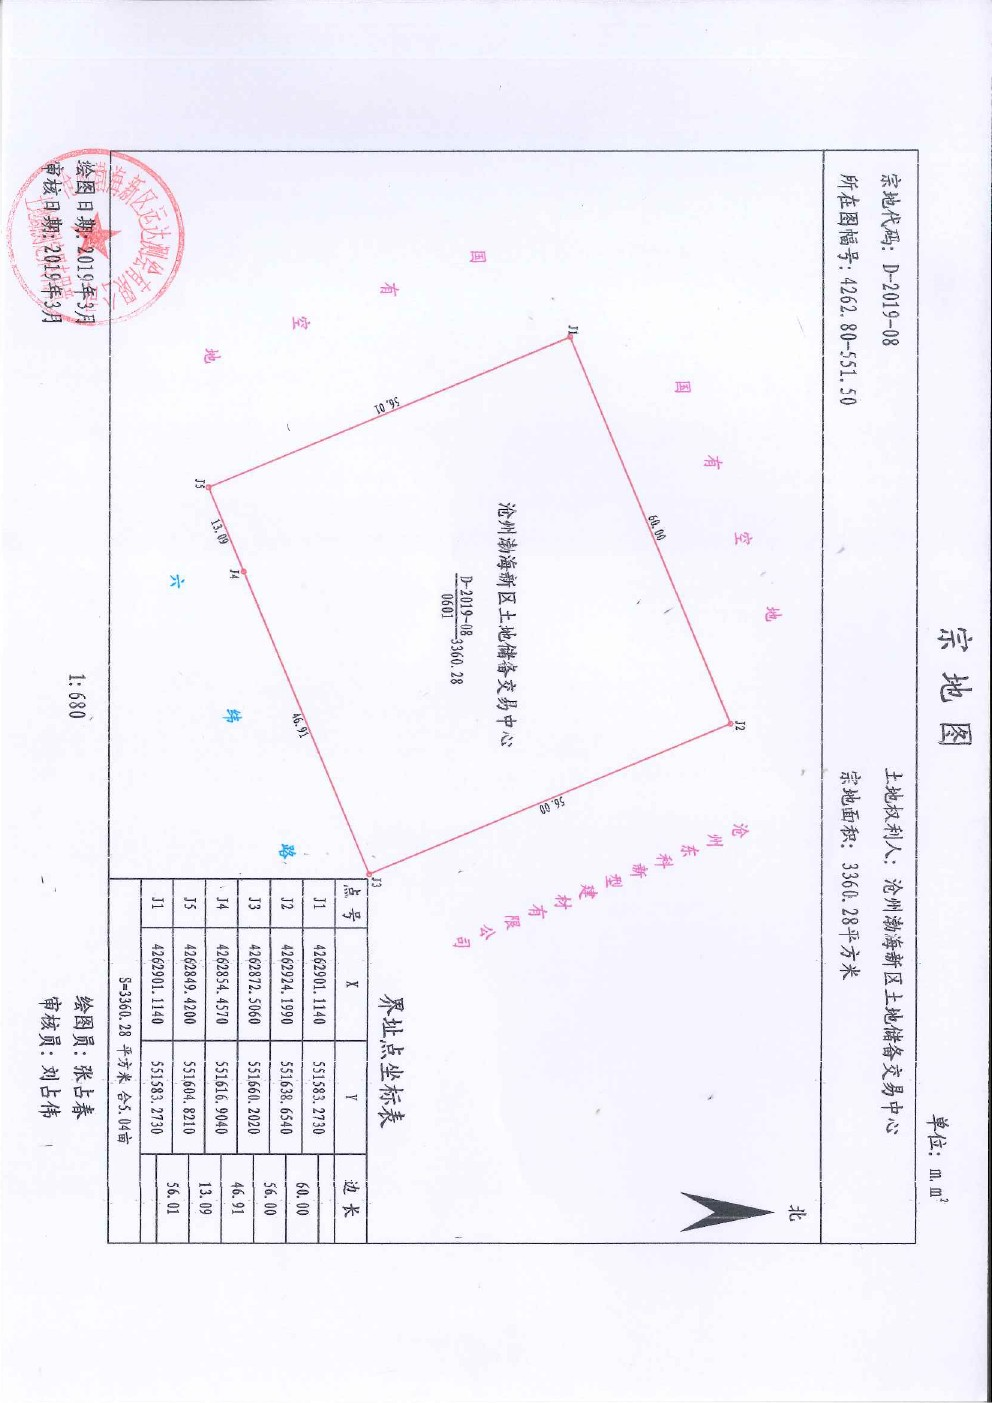 宗 地 图
单位: m.m²
宗地代码: D-2019-08
土地权利人: 沧州渤海新区土地储备交易中心
所在图幅号: 4262.80-551.50
宗地面积: 3360.28平方米
北
国有空地
国有空地
沧州东科新型建材有限公司
六纬路
J1
60.00
J2
56.00
J3
46.91
J4
13.09
J5
56.01
沧州渤海新区土地储备交易中心
D-2019-08
0601
3360.28
界址点坐标表
点号 X Y 边长
J1 4262901.1140 551583.2730
60.00
J2 4262924.1990 551638.6540
56.00
J3 4262872.5060 551660.2020
46.91
J4 4262854.4570 551616.9040
13.09
J5 4262849.4200 551604.8210
56.01
J1 4262901.1140 551583.2730
S=3360.28 平方米 合5.04亩
绘图日期: 2019年3月
1:680
绘图员: 张占春
审核日期: 2019年3月
审核员: 刘占伟